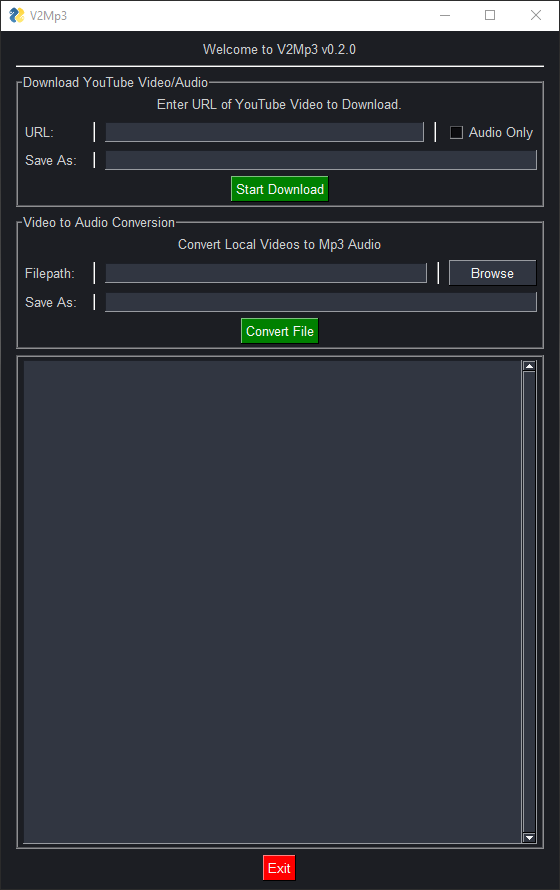 V2Mp3
Welcome to V2Mp3 v0.2.0
Download YouTube Video/Audio
Enter URL of YouTube Video to Download.
URL: Audio Only
Save As:
Start Download
Video to Audio Conversion
Convert Local Videos to Mp3 Audio
Filepath: Browse
Save As:
Convert File
Exit